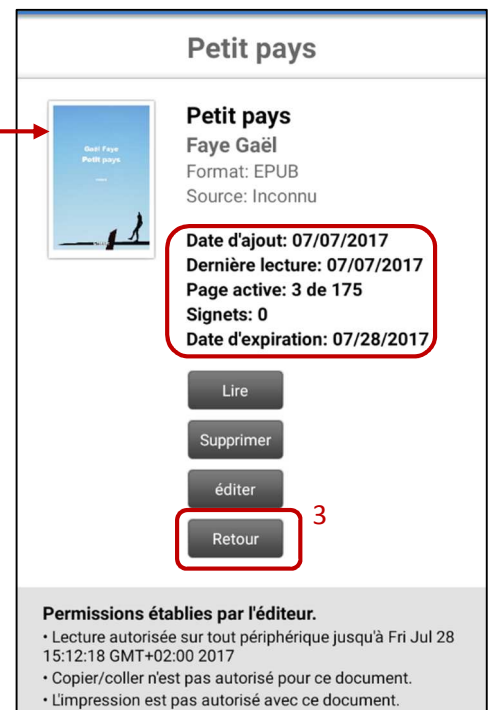 Petit pays
Gaël Faye
Petit pays
Petit pays
Faye Gaël
Format: EPUB
Source: Inconnu
Date d'ajout: 07/07/2017
Dernière lecture: 07/07/2017
Page active: 3 de 175
Signets: 0
Date d'expiration: 07/28/2017
Lire
Supprimer
éditer
Retour
3
Permissions établies par l'éditeur.
• Lecture autorisée sur tout périphérique jusqu'à Fri Jul 28
15:12:18 GMT+02:00 2017
• Copier/coller n'est pas autorisé pour ce document.
• L'impression est pas autorisé avec ce document.